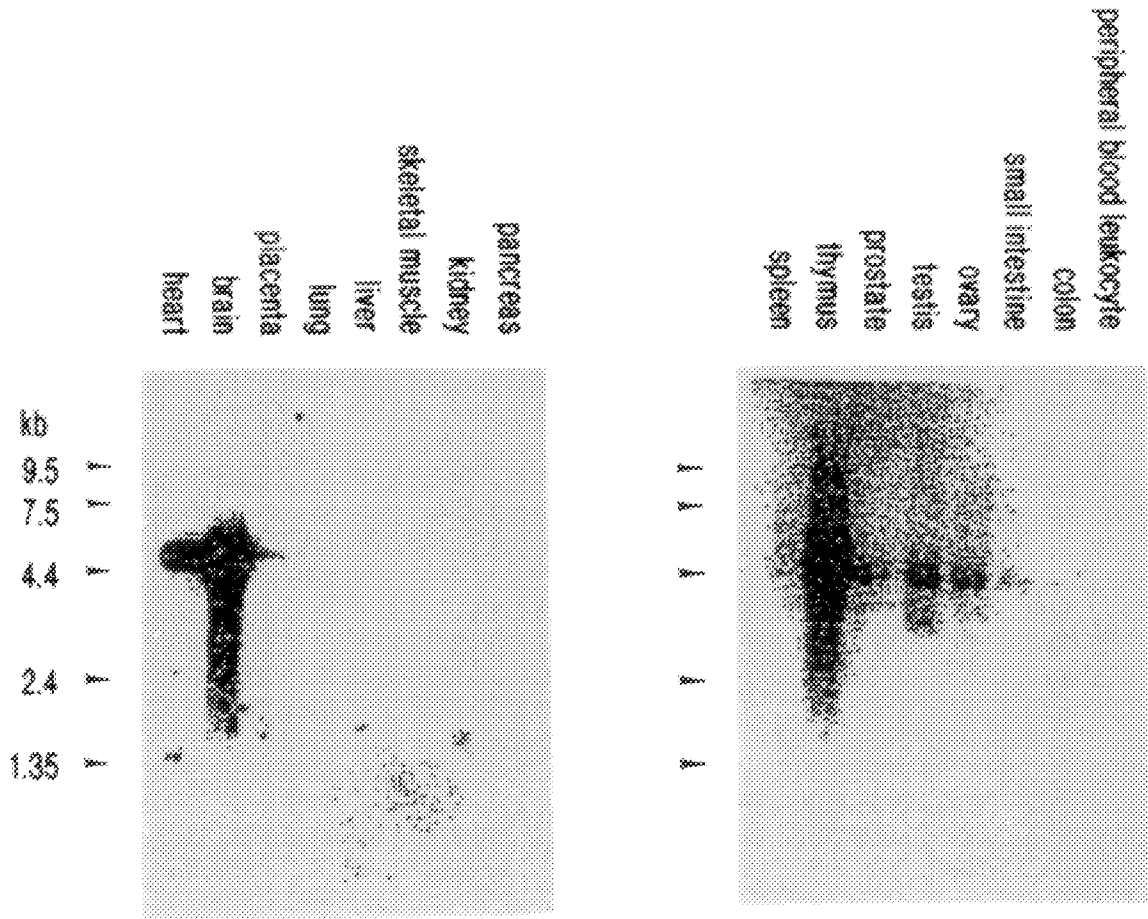 heart
brain
placenta
lung
liver
skeletal muscle
kidney
pancreas
spleen
thymus
prostate
testis
ovary
small intestine
colon
peripheral blood leukocyte
kb
9.5
7.5
4.4
2.4
1.35